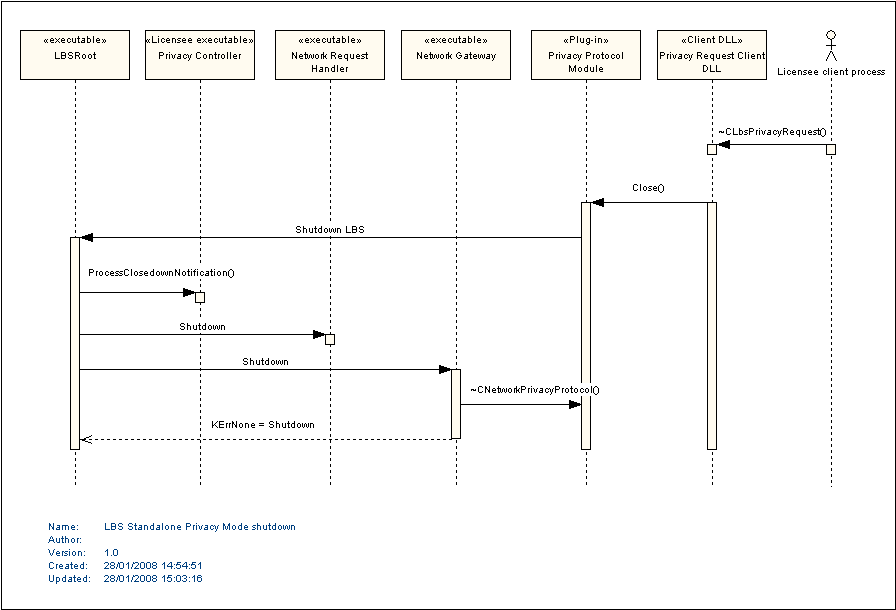 «executable»
LBSRoot
«Licensee executable»
Privacy Controller
«executable»
Network Request
Handler
«executable»
Network Gateway
«Plug-in»
Privacy Protocol
Module
«Client DLL»
Privacy Request Client
DLL
Licensee client process
~CLbsPrivacyRequest()
Close()
Shutdown LBS
ProcessClosedownNotification()
Shutdown
Shutdown
~CNetworkPrivacyProtocol()
KErrNone = Shutdown
Name: LBS Standalone Privacy Mode shutdown
Author:
Version: 1.0
Created: 28/01/2008 14:54:51
Updated: 28/01/2008 15:03:16